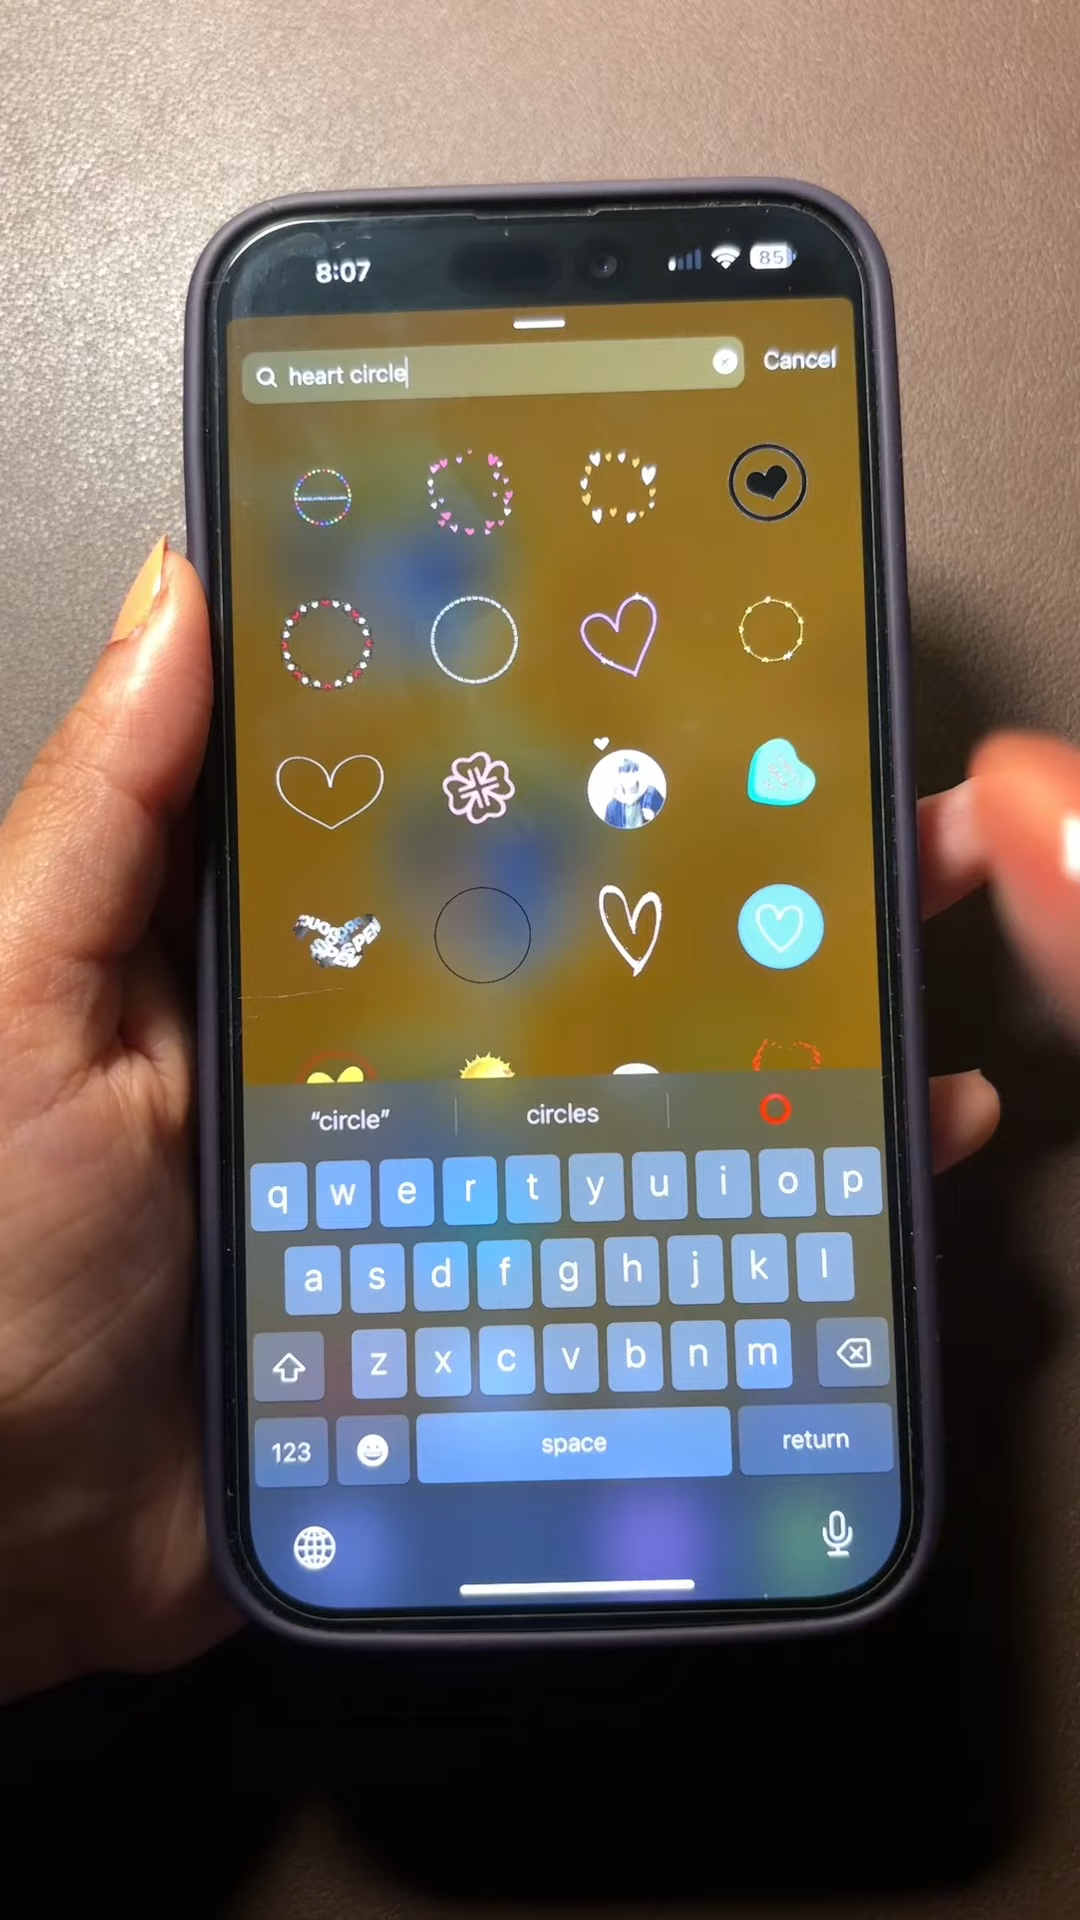 8:07
85
heart circle
Cancel
“circle”
circles
q w e r t y u i o p
a s d f g h j k l
z x c v b n m
123
space
return